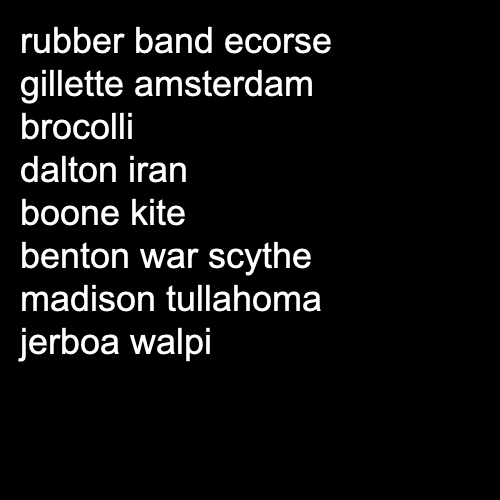 rubber band ecorse
gillette amsterdam
brocolli
dalton iran
boone kite
benton war scythe
madison tullahoma
jerboa walpi